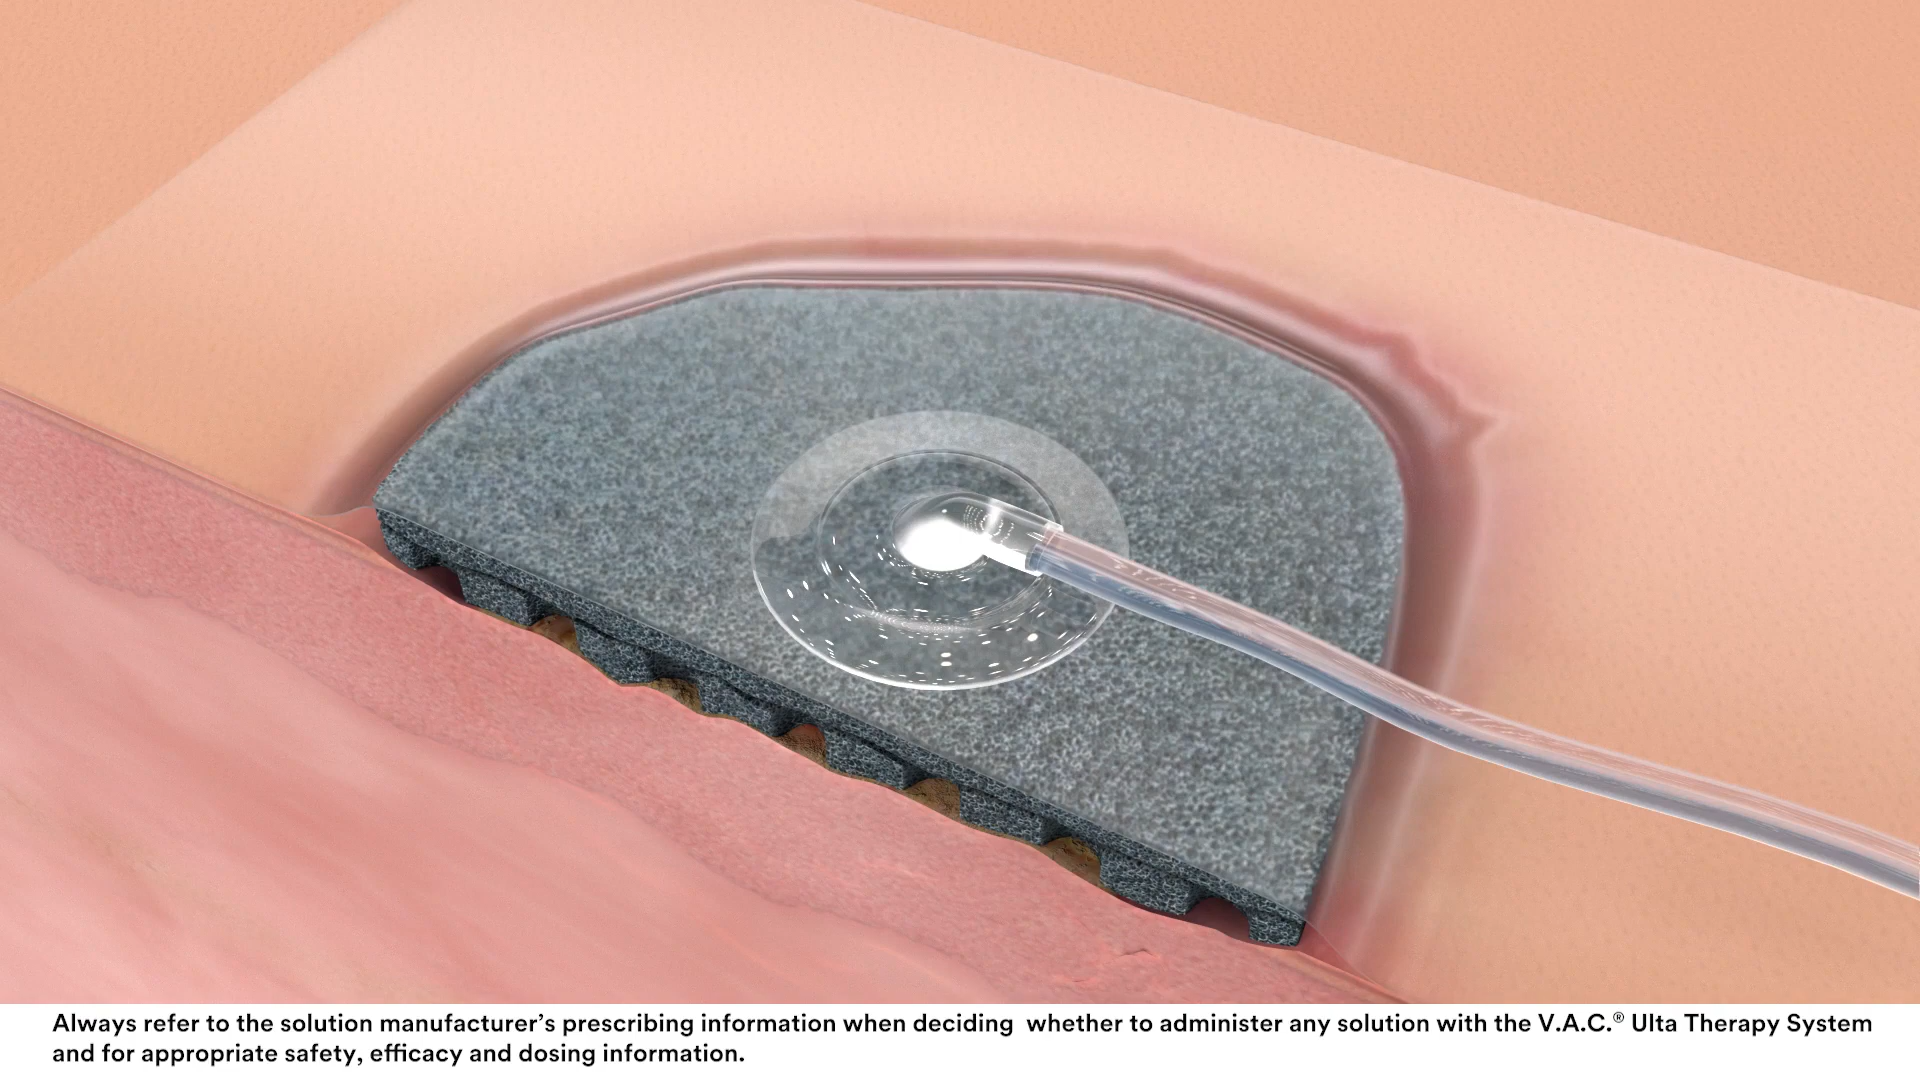 Always refer to the solution manufacturer’s prescribing information when deciding  whether to administer any solution with the V.A.C.® Ulta Therapy System
and for appropriate safety, efficacy and dosing information.